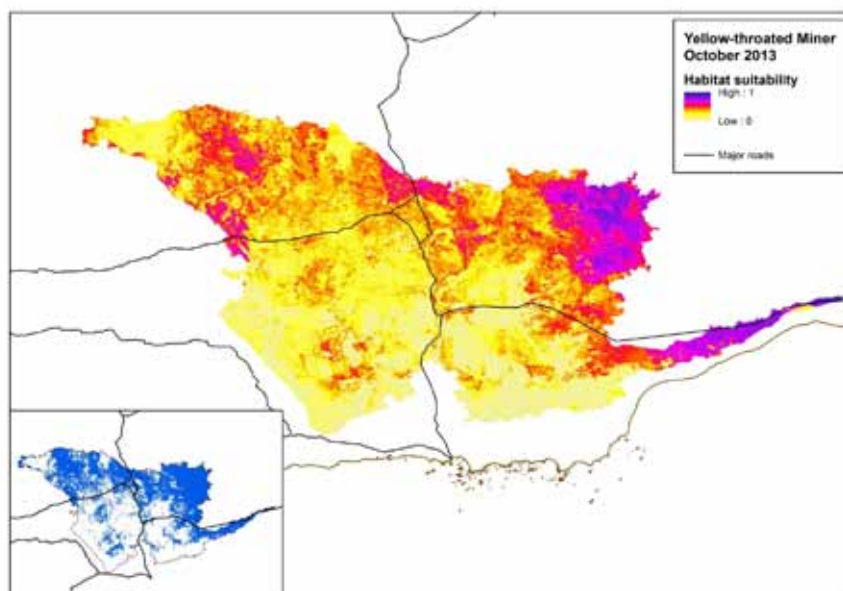 Yellow-throated Miner
October 2013
Habitat suitability
High : 1
Low : 0
Major roads